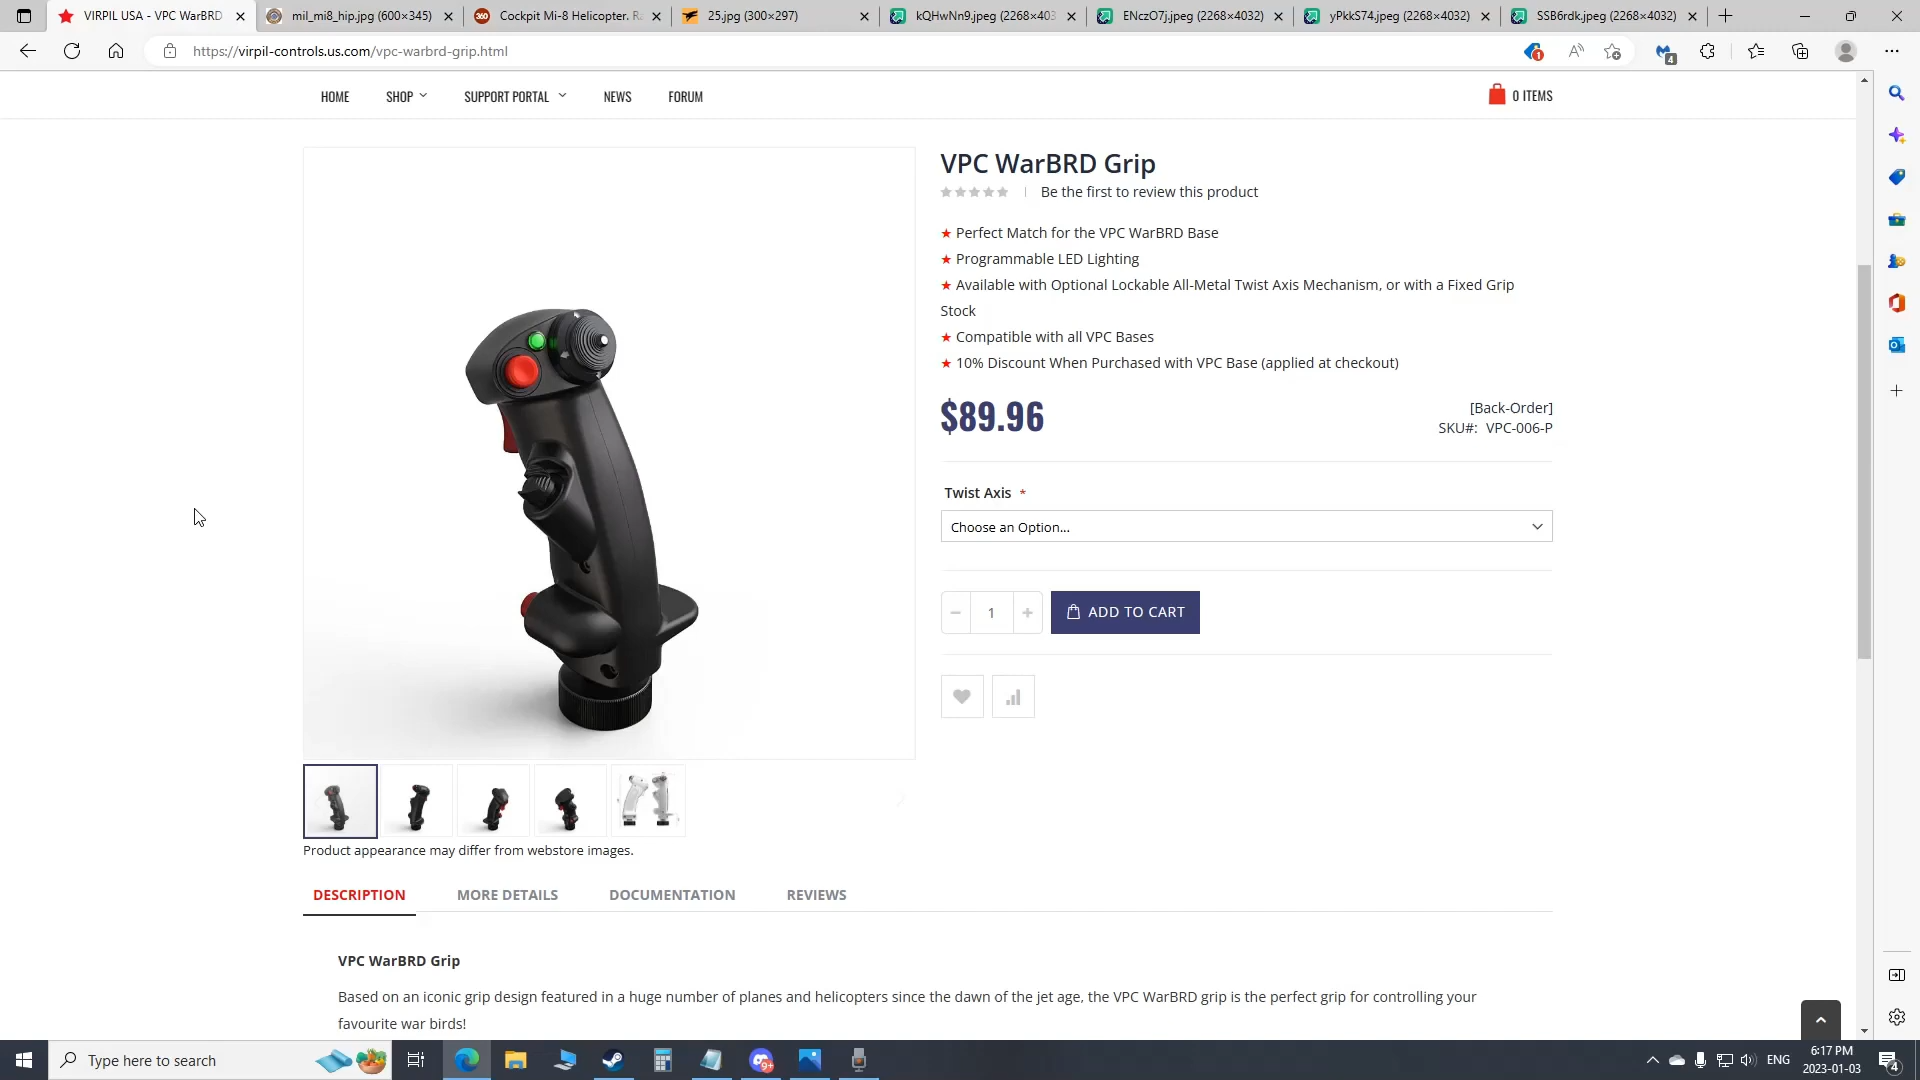 VIRPIL USA - VPC WarBRD
mil_mi8_hip.jpg (600×345)
Cockpit Mi-8 Helicopter. R
25.jpg (300×297)
kQHwNn9.jpeg (2268×403
ENczO7j.jpeg (2268×4032)
yPkkS74.jpeg (2268×4032)
SSB6rdk.jpeg (2268×4032)
https://virpil-controls.us.com/vpc-warbrd-grip.html
1
4
HOME
SHOP
SUPPORT PORTAL
NEWS
FORUM
0 ITEMS
VPC WarBRD Grip
Be the first to review this product
★ Perfect Match for the VPC WarBRD Base
★ Programmable LED Lighting
★ Available with Optional Lockable All-Metal Twist Axis Mechanism, or with a Fixed Grip
Stock
★ Compatible with all VPC Bases
★ 10% Discount When Purchased with VPC Base (applied at checkout)
$89.96
[Back-Order]
SKU#: VPC-006-P
Twist Axis *
Choose an Option...
− 1 +
ADD TO CART
Product appearance may differ from webstore images.
DESCRIPTION
MORE DETAILS
DOCUMENTATION
REVIEWS
VPC WarBRD Grip
Based on an iconic grip design featured in a huge number of planes and helicopters since the dawn of the jet age, the VPC WarBRD grip is the perfect grip for controlling your
favourite war birds!
Type here to search
9+
ENG
6:17 PM
2023-01-03
4